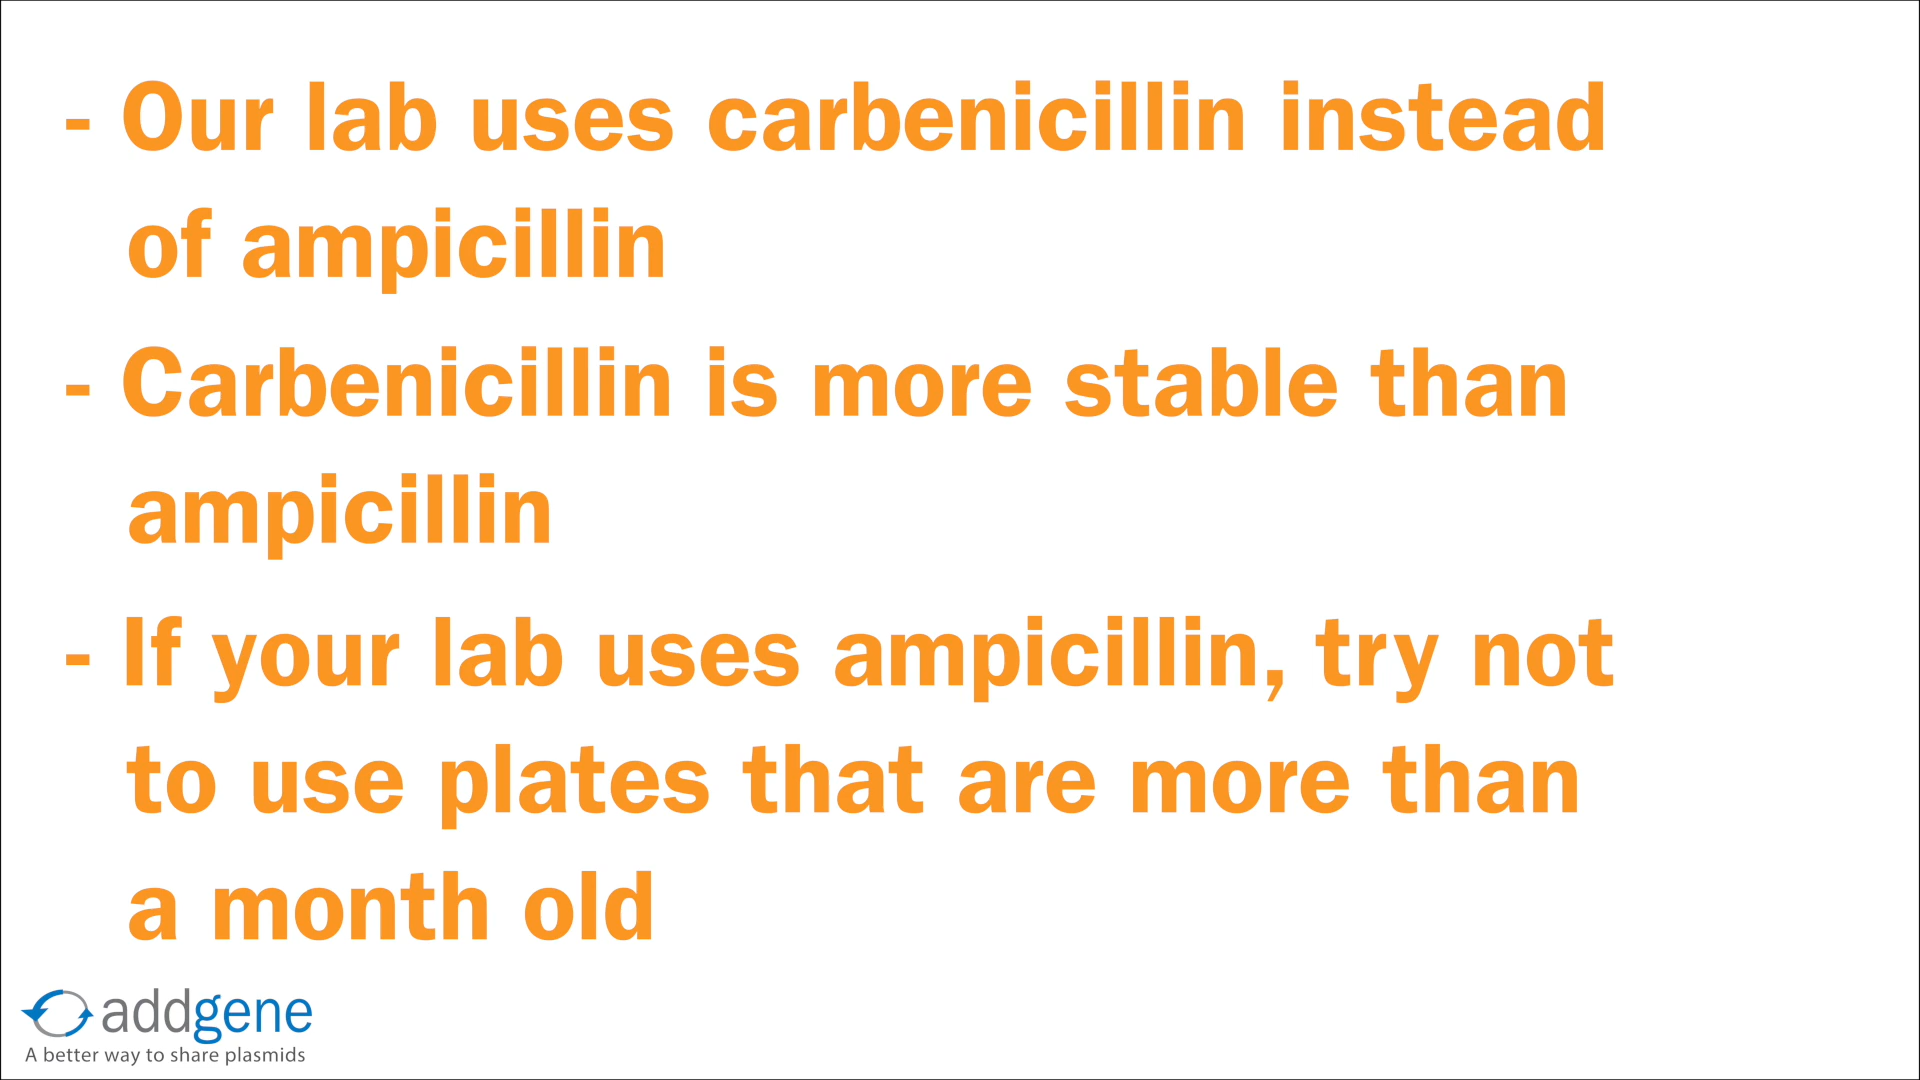 - Our lab uses carbenicillin instead
of ampicillin
- Carbenicillin is more stable than
ampicillin
- If your lab uses ampicillin, try not
to use plates that are more than
a month old
addgene
A better way to share plasmids